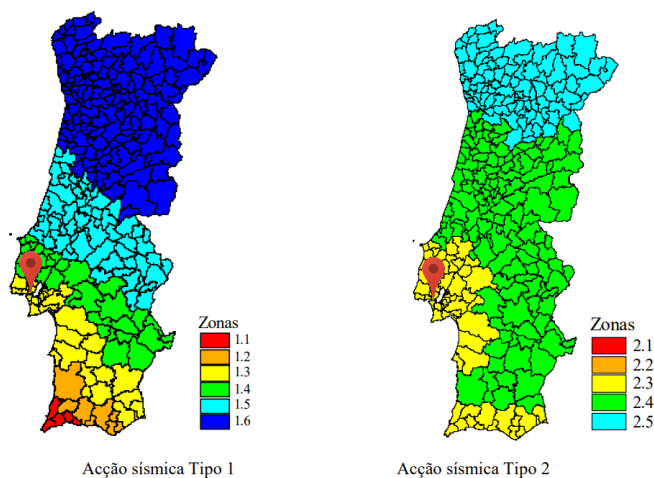 Zonas
1.1
1.2
1.3
1.4
1.5
1.6
Acção sísmica Tipo 1
Zonas
2.1
2.2
2.3
2.4
2.5
Acção sísmica Tipo 2